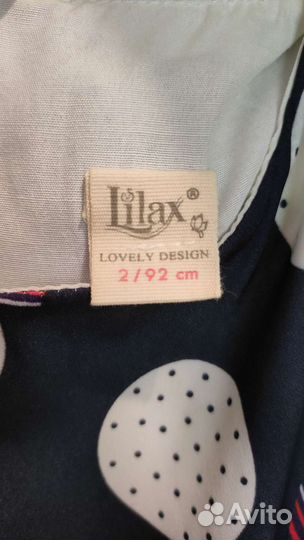 Lilax®
LOVELY DESIGN
2/92 cm
Avito